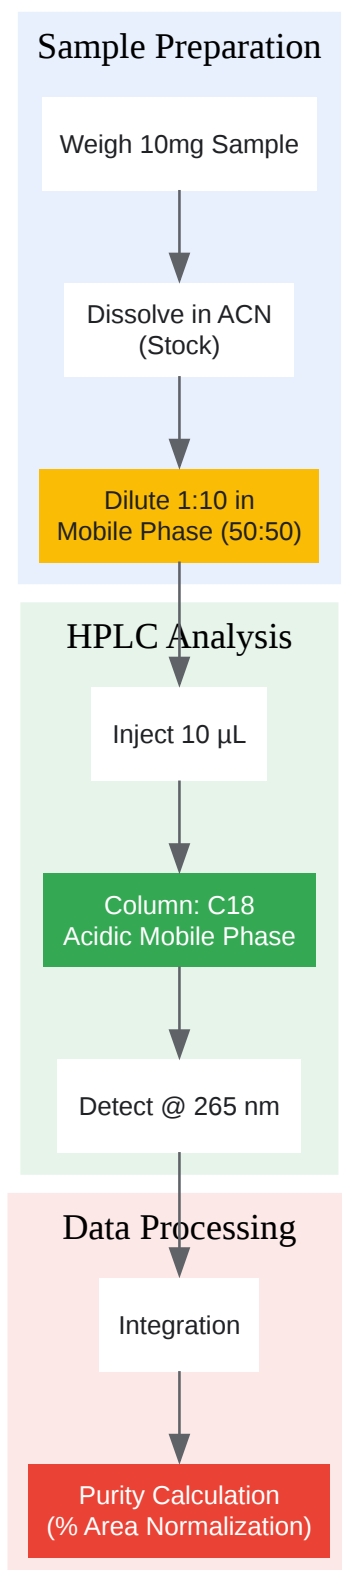 Sample Preparation
Weigh 10mg Sample
Dissolve in ACN
(Stock)
Dilute 1:10 in
Mobile Phase (50:50)
HPLC Analysis
Inject 10 µL
Column: C18
Acidic Mobile Phase
Detect @ 265 nm
Data Processing
Integration
Purity Calculation
(% Area Normalization)